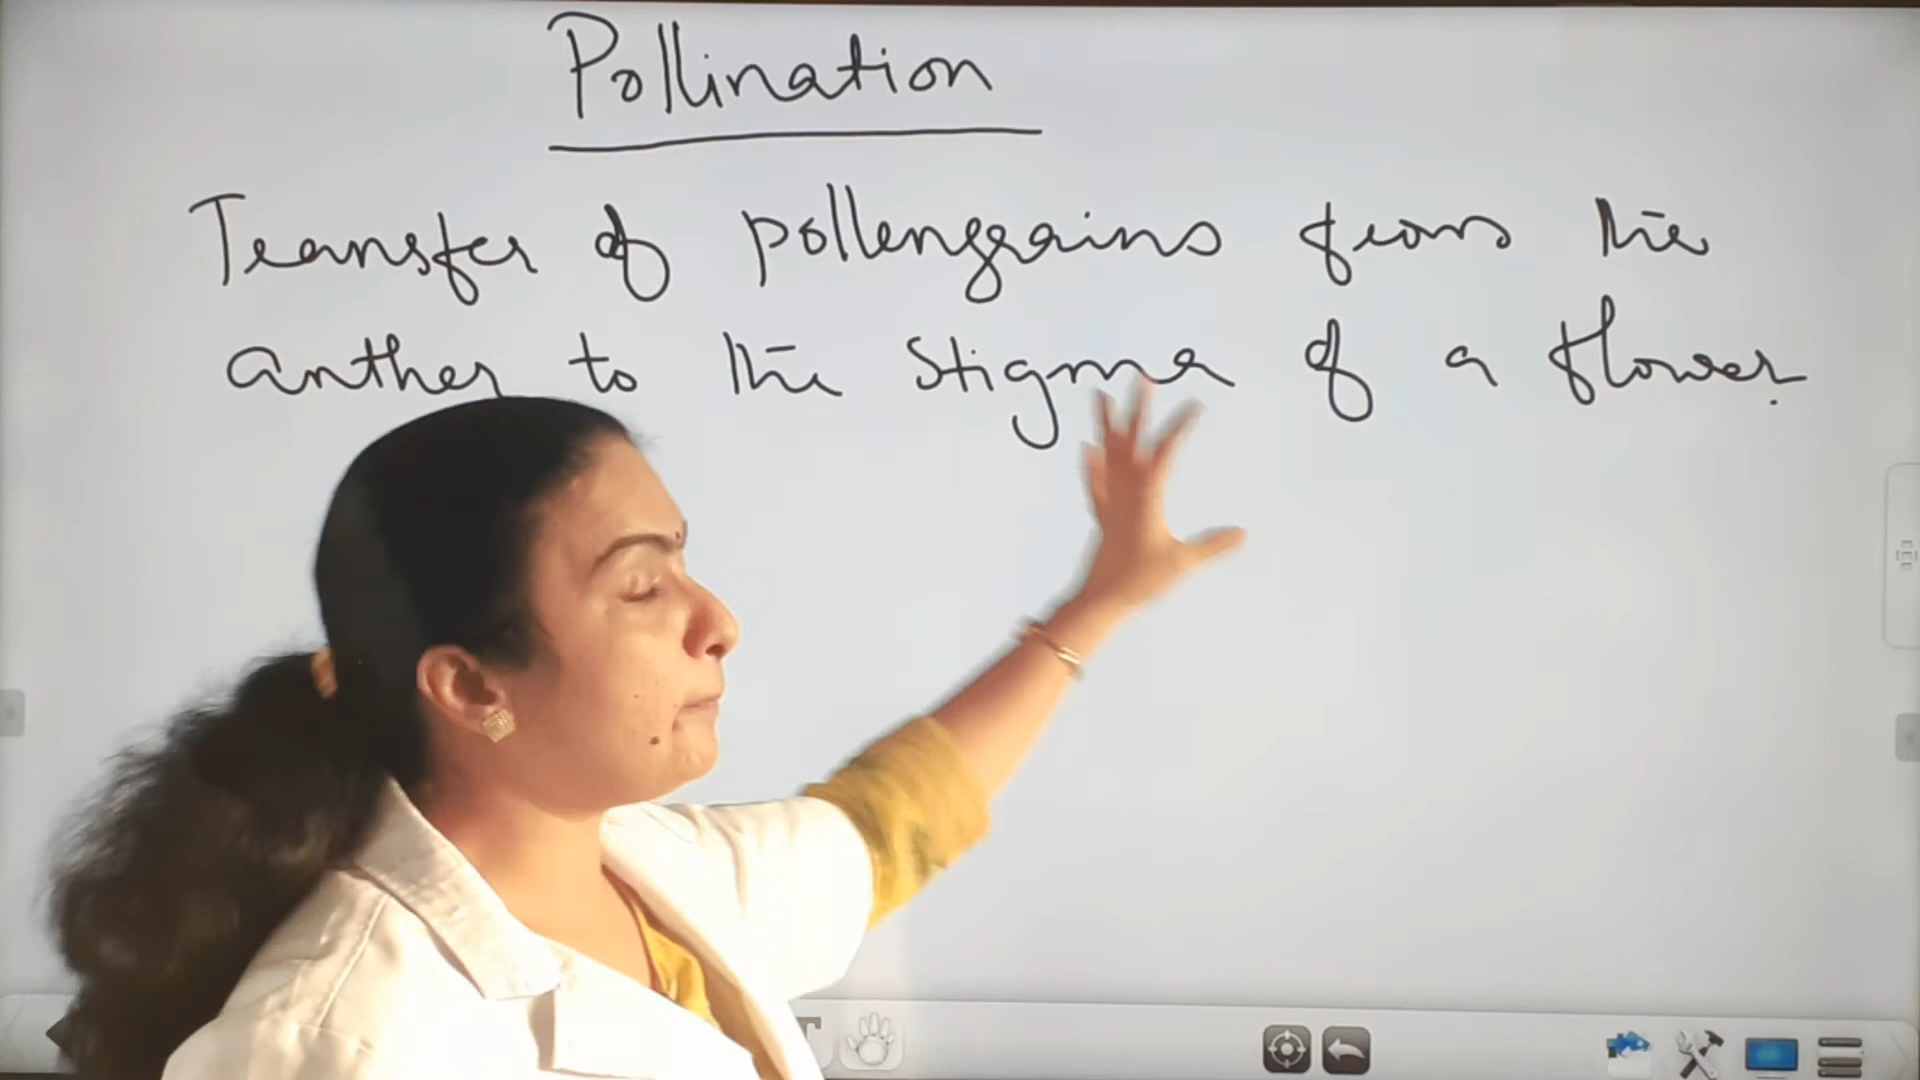 Pollination
Transfer of pollengrains from the
anther to the stigma of a flower.